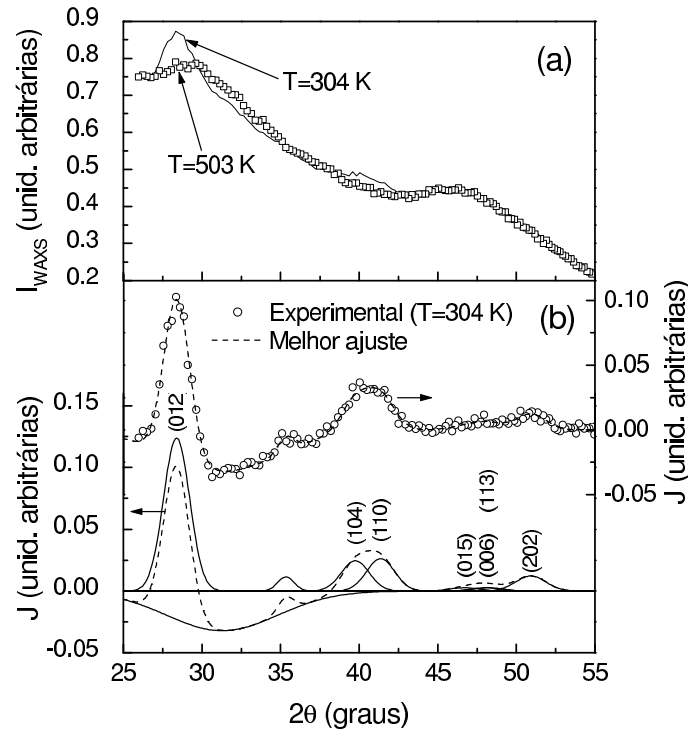 (a)
T=304 K
T=503 K
I_WAXS (unid. arbitrárias)
0.9
0.8
0.7
0.6
0.5
0.4
0.3
0.2
(b)
Experimental (T=304 K)
Melhor ajuste
J (unid. arbitrárias)
0.15
0.10
0.05
0.00
-0.05
J (unid. arbitrárias)
0.10
0.05
0.00
-0.05
(012)
(104)
(110)
(015)
(006)
(113)
(202)
25 30 35 40 45 50 55
2θ (graus)